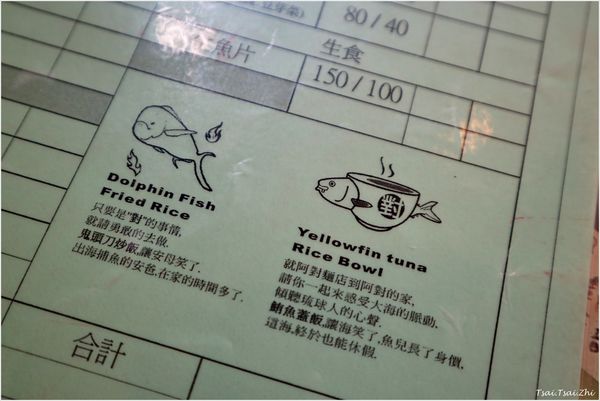 80 / 40
魚片
生食
150 / 100
Dolphin Fish
Fried Rice
只要是"對"的事情,
就請勇敢的去做.
鬼頭刀炒飯,讓安母笑了.
出海捕魚的安爸,在家的時間多了.
對
Yellowfin tuna
Rice Bowl
就阿對麵店到阿對的家,
請你一起來感受大海的脈動,
傾聽琉球人的心聲.
鮪魚蓋飯,讓海笑了,魚兒長了身價,
這海,終於也能休假.
合計
Tsai.Tsai.Zhi